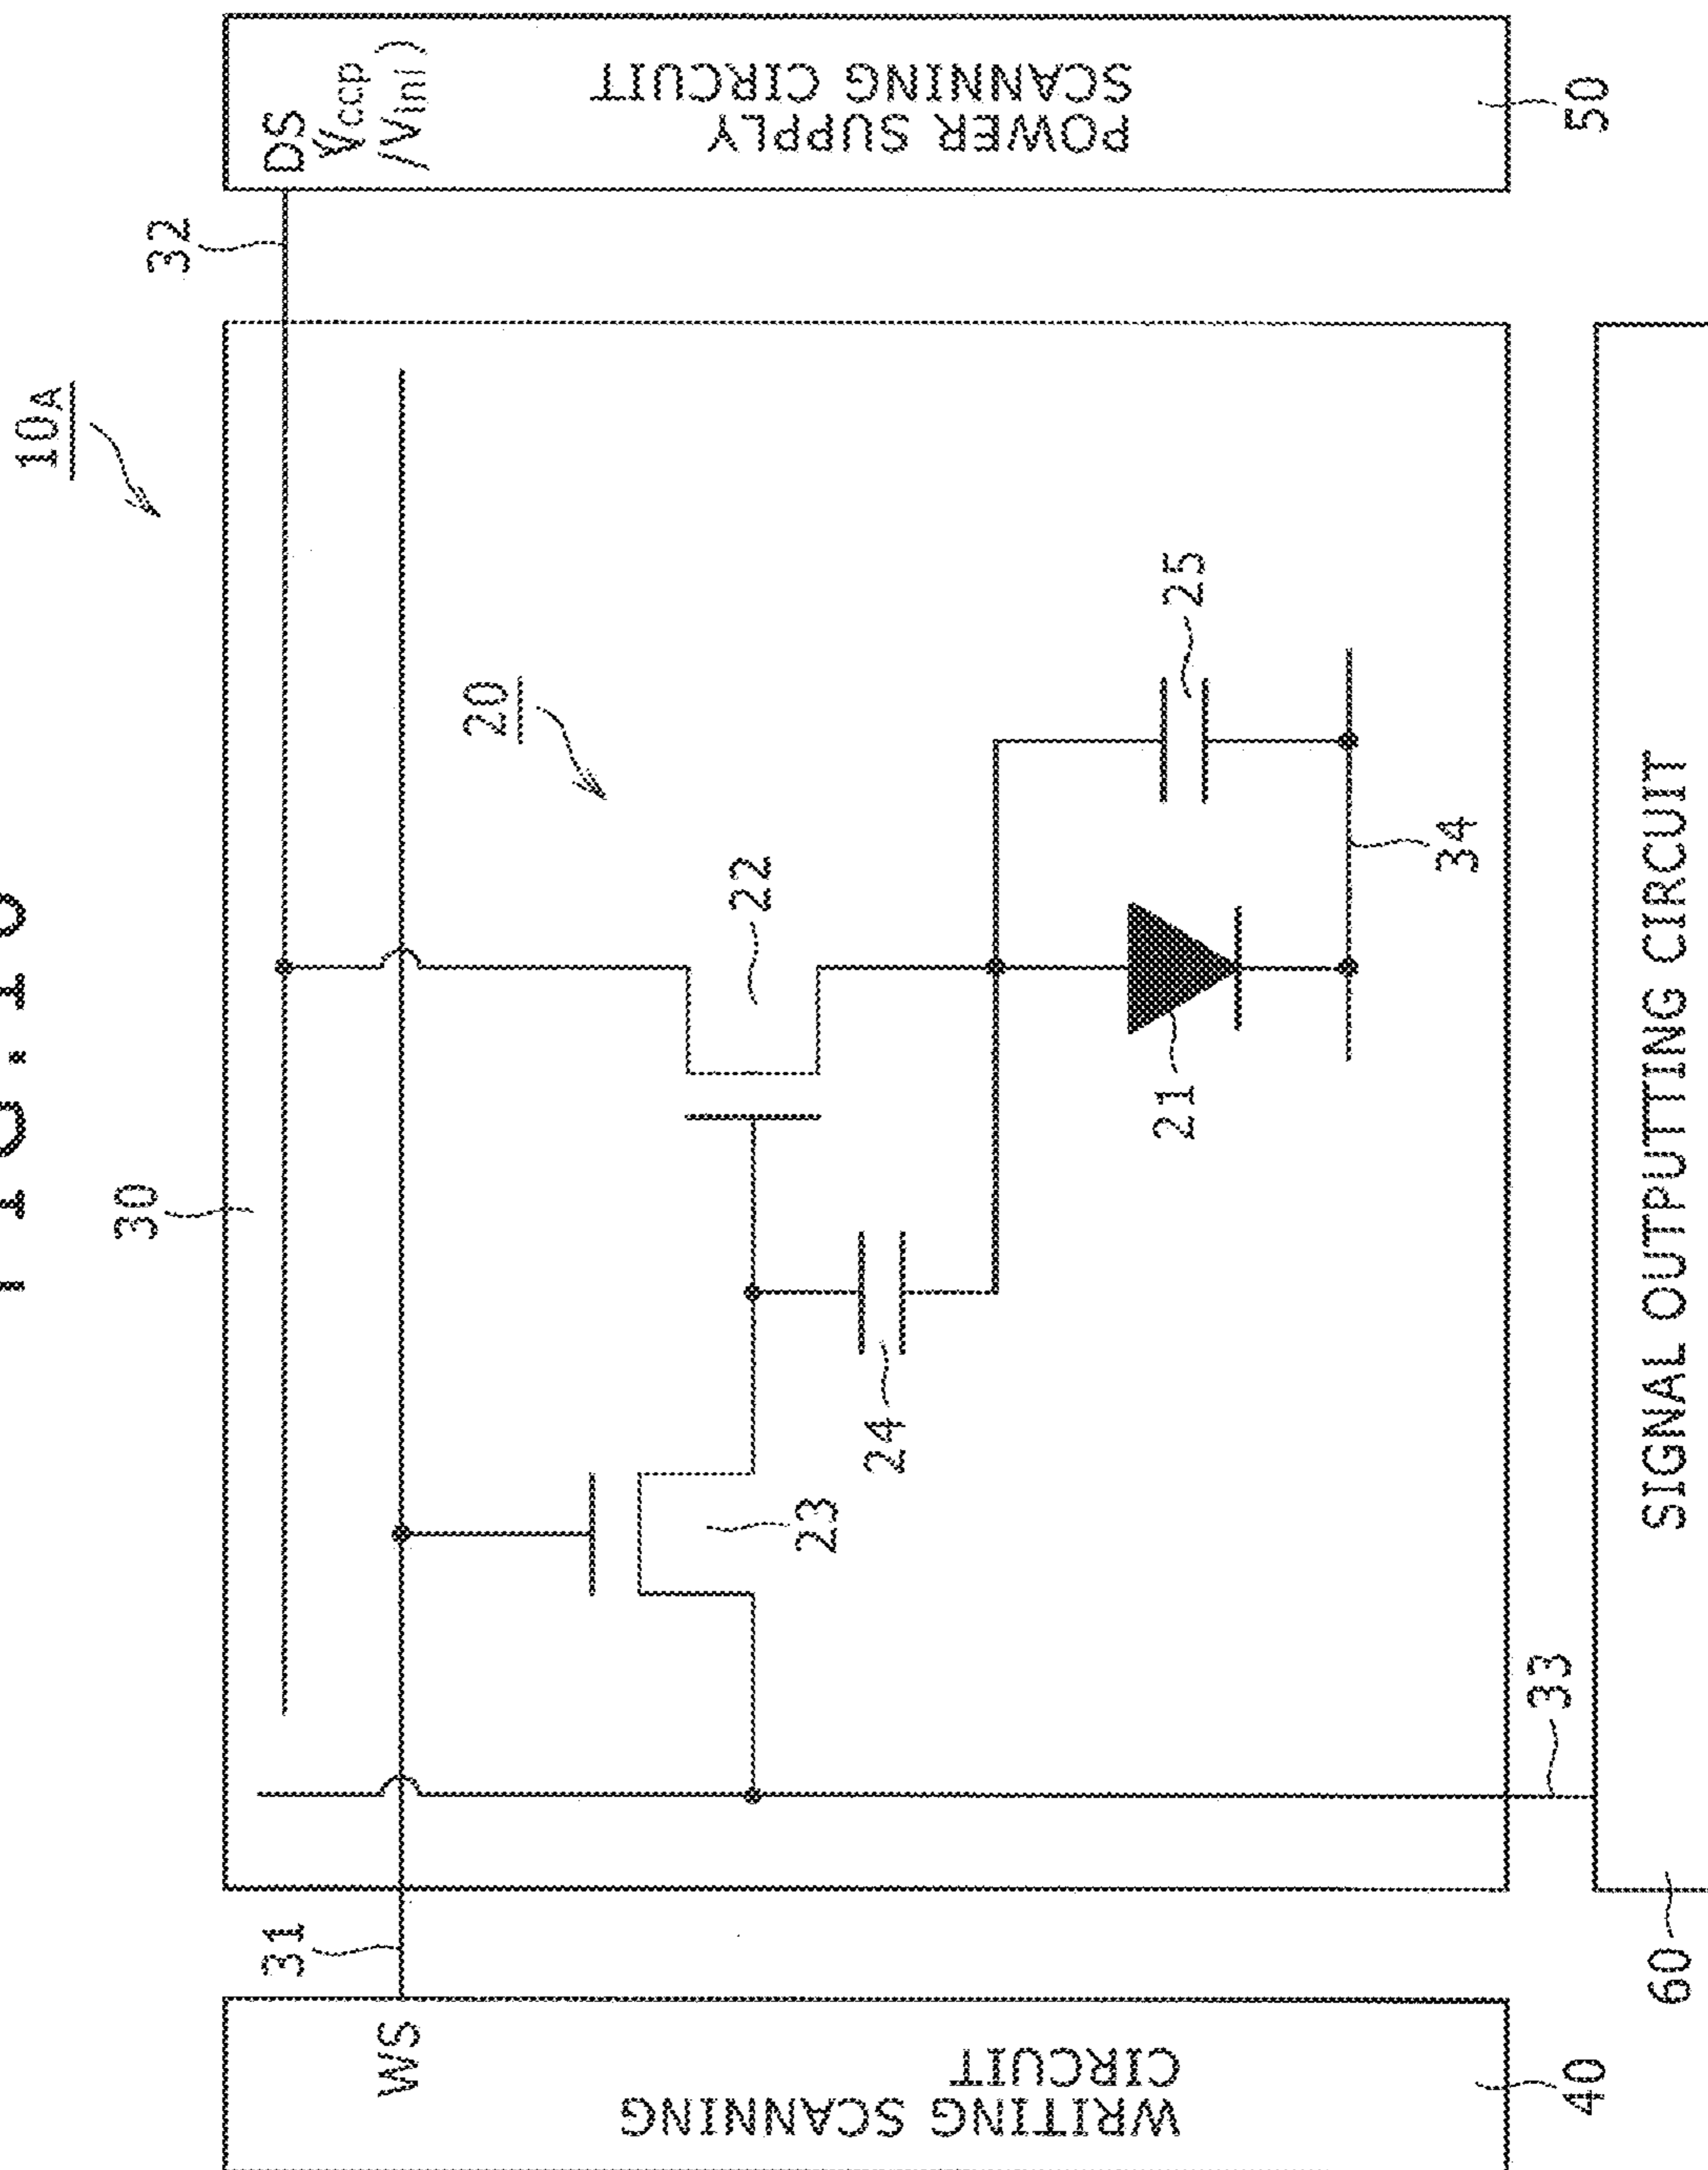 10A
30
32
31
DS
(Vccp
/Vini)
WS
20
22
23
24
25
21
34
WRITING SCANNING
CIRCUIT
POWER SUPPLY
SCANNING CIRCUIT
33
40
50
60
SIGNAL OUTPUTTING CIRCUIT